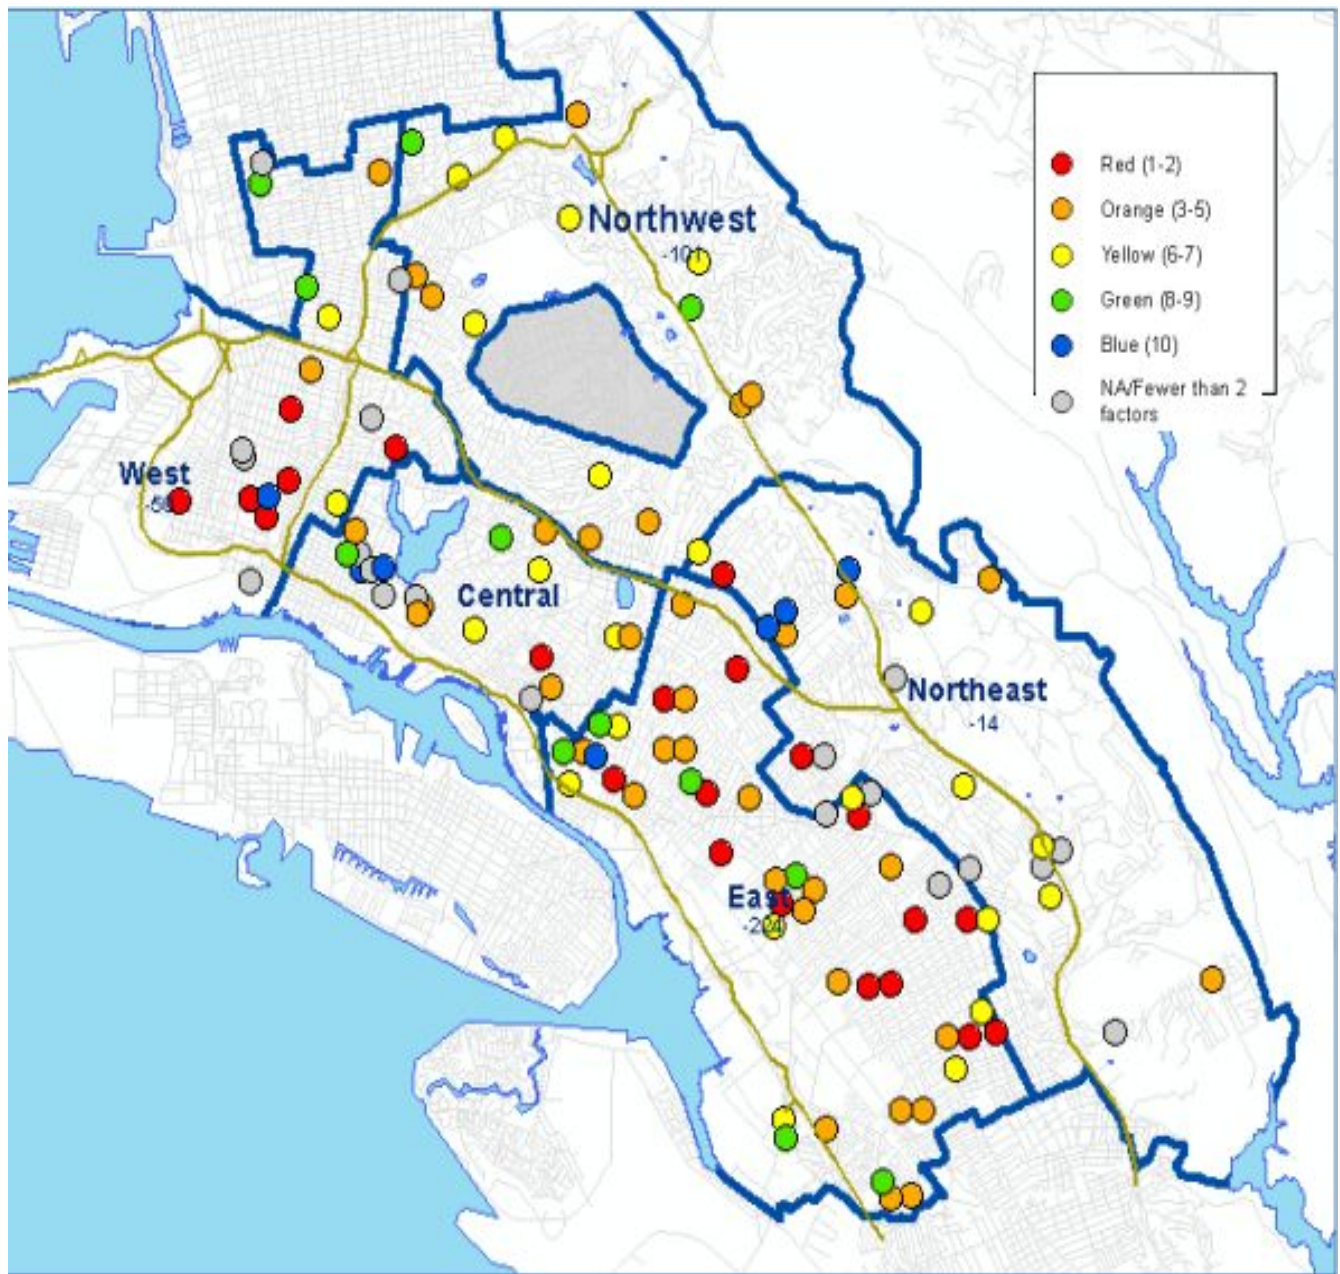 Red (1-2)
Orange (3-5)
Yellow (6-7)
Green (8-9)
Blue (10)
NA/Fewer than 2
factors
Northwest
West
Central
Northeast
-14
East